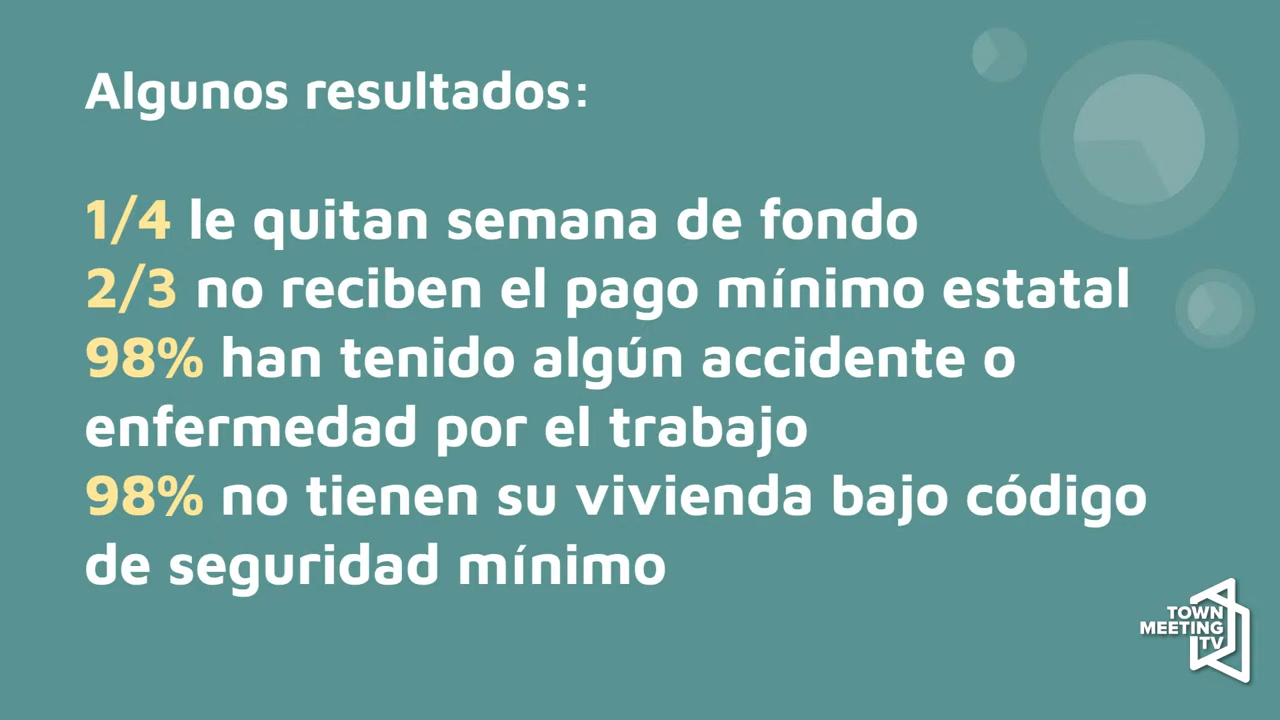 Algunos resultados:
1/4 le quitan semana de fondo
2/3 no reciben el pago mínimo estatal
98% han tenido algún accidente o
enfermedad por el trabajo
98% no tienen su vivienda bajo código
de seguridad mínimo
TOWN
MEETING
TV